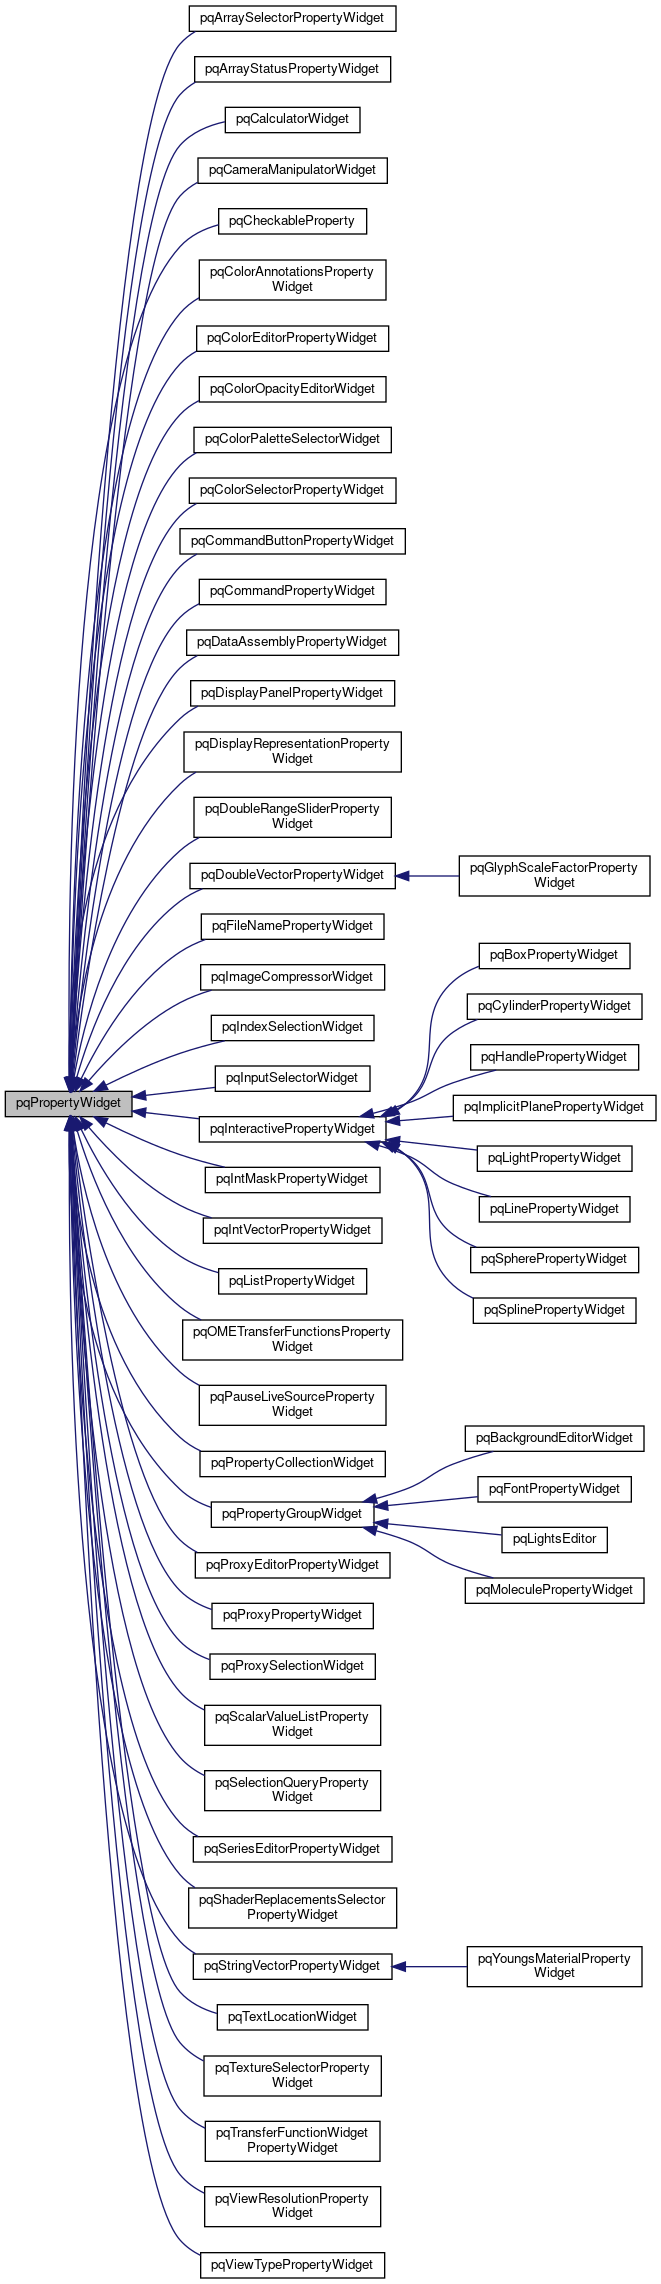 pqArraySelectorPropertyWidget
pqArrayStatusPropertyWidget
pqCalculatorWidget
pqCameraManipulatorWidget
pqCheckableProperty
pqColorAnnotationsProperty
Widget
pqColorEditorPropertyWidget
pqColorOpacityEditorWidget
pqColorPaletteSelectorWidget
pqColorSelectorPropertyWidget
pqCommandButtonPropertyWidget
pqCommandPropertyWidget
pqDataAssemblyPropertyWidget
pqDisplayPanelPropertyWidget
pqDisplayRepresentationProperty
Widget
pqDoubleRangeSliderProperty
Widget
pqDoubleVectorPropertyWidget
pqGlyphScaleFactorProperty
Widget
pqFileNamePropertyWidget
pqImageCompressorWidget
pqIndexSelectionWidget
pqInputSelectorWidget
pqPropertyWidget
pqInteractivePropertyWidget
pqBoxPropertyWidget
pqCylinderPropertyWidget
pqHandlePropertyWidget
pqImplicitPlanePropertyWidget
pqLightPropertyWidget
pqLinePropertyWidget
pqSpherePropertyWidget
pqSplinePropertyWidget
pqIntMaskPropertyWidget
pqIntVectorPropertyWidget
pqListPropertyWidget
pqOMETransferFunctionsProperty
Widget
pqPauseLiveSourceProperty
Widget
pqPropertyCollectionWidget
pqPropertyGroupWidget
pqBackgroundEditorWidget
pqFontPropertyWidget
pqLightsEditor
pqMoleculePropertyWidget
pqProxyEditorPropertyWidget
pqProxyPropertyWidget
pqProxySelectionWidget
pqScalarValueListProperty
Widget
pqSelectionQueryProperty
Widget
pqSeriesEditorPropertyWidget
pqShaderReplacementsSelector
PropertyWidget
pqStringVectorPropertyWidget
pqYoungsMaterialProperty
Widget
pqTextLocationWidget
pqTextureSelectorProperty
Widget
pqTransferFunctionWidget
PropertyWidget
pqViewResolutionProperty
Widget
pqViewTypePropertyWidget